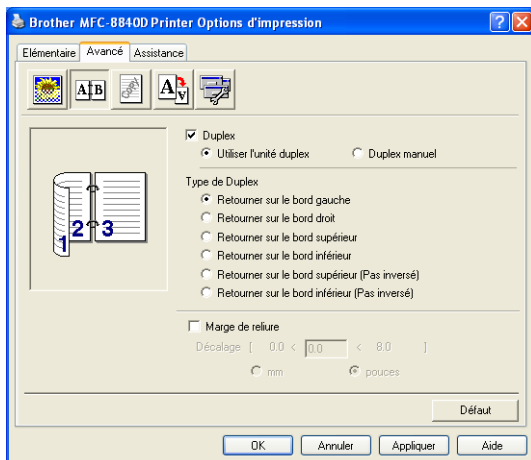 Brother MFC-8840D Printer Options d'impression
Elémentaire Avancé Assistance
A B
A A
Duplex
Utiliser l'unité duplex Duplex manuel
Type de Duplex
Retourner sur le bord gauche
Retourner sur le bord droit
Retourner sur le bord supérieur
Retourner sur le bord inférieur
Retourner sur le bord supérieur (Pas inversé)
Retourner sur le bord inférieur (Pas inversé)
1 2 3
Marge de reliure
Décalage [ 0.0 < 0.0 < 8.0 ]
mm pouces
Défaut
OK Annuler Appliquer Aide